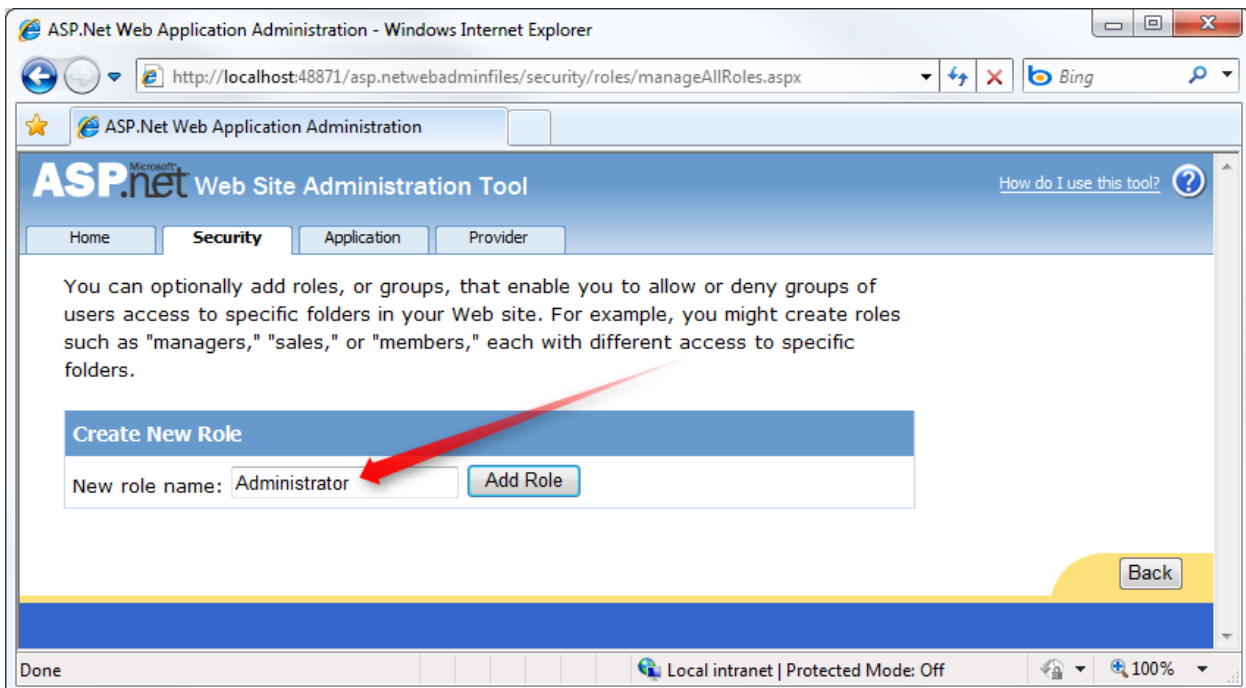 ASP.Net Web Application Administration - Windows Internet Explorer
http://localhost:48871/asp.netwebadminfiles/security/roles/manageAllRoles.aspx
Bing
ASP.Net Web Application Administration
Microsoft
ASP.net Web Site Administration Tool
How do I use this tool? ?
Home Security Application Provider
You can optionally add roles, or groups, that enable you to allow or deny groups of
users access to specific folders in your Web site. For example, you might create roles
such as "managers," "sales," or "members," each with different access to specific
folders.
Create New Role
New role name: Administrator Add Role
Back
Done Local intranet | Protected Mode: Off 100%